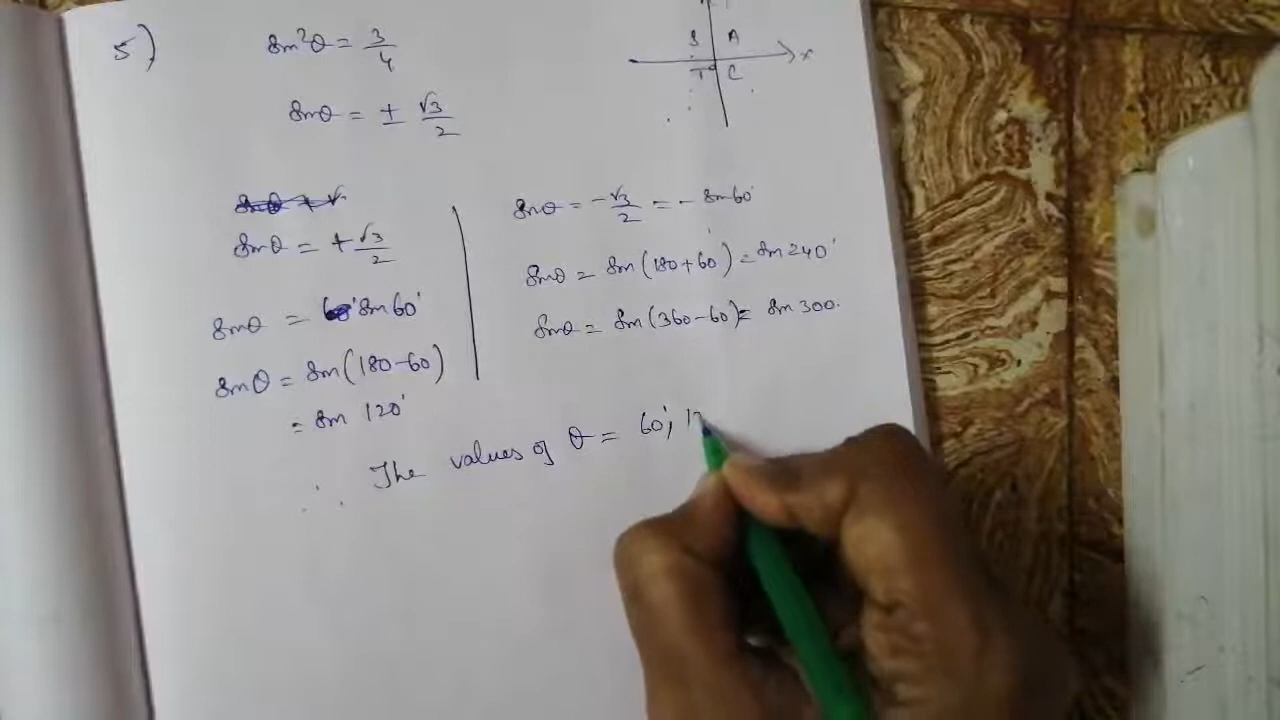 5)
sin²θ = 3/4
sinθ = ± √3/2
S A
T C
x
sinθ = + √3/2
sinθ = sin 60°
sinθ = sin(180-60)
= sin 120°
sinθ = -√3/2 = - sin 60°
sinθ = sin(180+60°) = sin 240°
sinθ = sin(360-60) = sin 300.
∴ The values of θ = 60°, 12